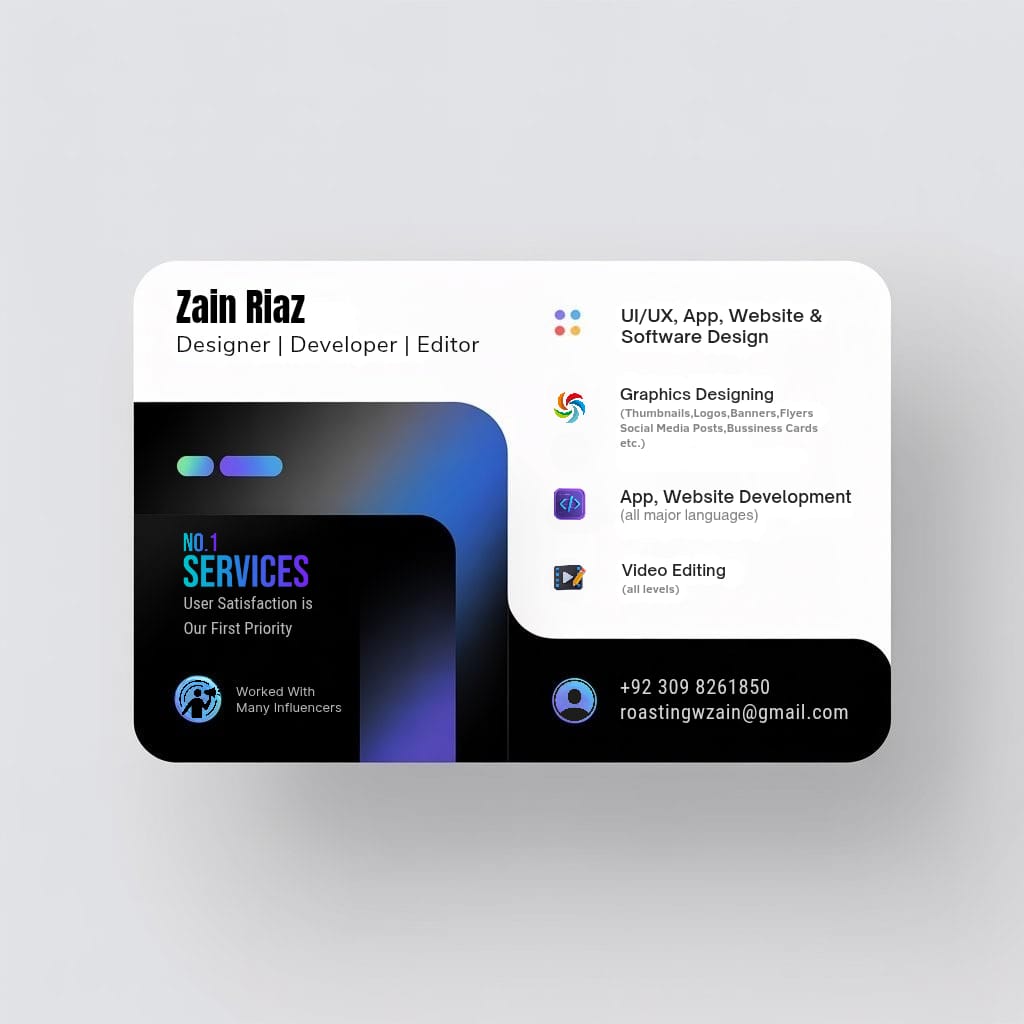 Zain Riaz
Designer | Developer | Editor
NO.1
SERVICES
User Satisfaction is
Our First Priority
Worked With
Many Influencers
UI/UX, App, Website &
Software Design
Graphics Designing
(Thumbnails,Logos,Banners,Flyers
Social Media Posts,Bussiness Cards
etc.)
App, Website Development
(all major languages)
Video Editing
(all levels)
+92 309 8261850
roastingwzain@gmail.com